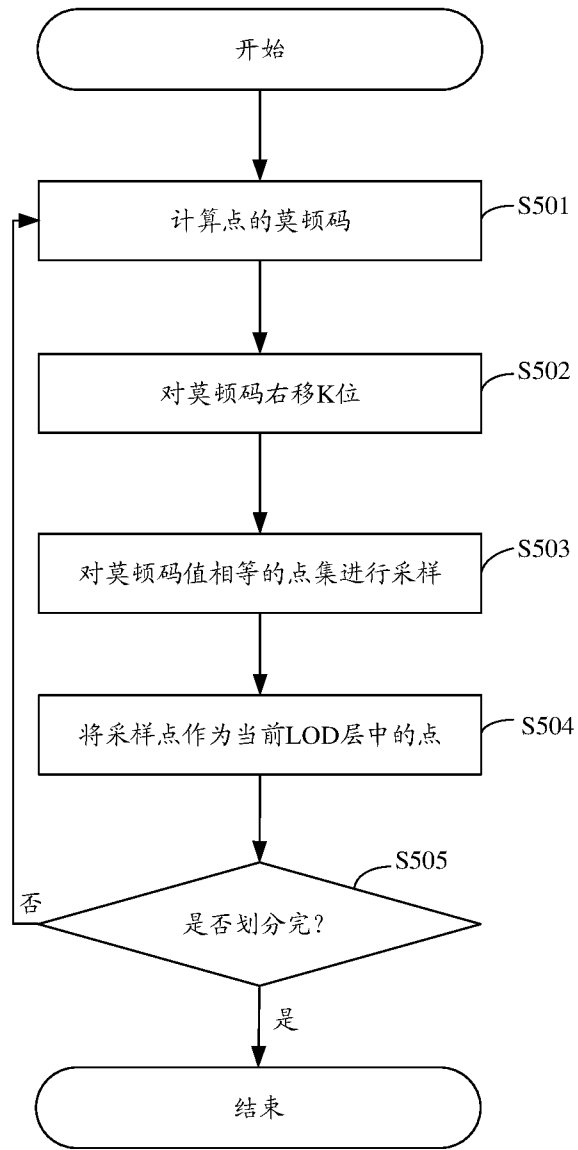 开始
计算点的莫顿码
S501
对莫顿码右移K位
S502
对莫顿码值相等的点集进行采样
S503
将采样点作为当前LOD层中的点
S504
S505
是否划分完?
否
是
结束